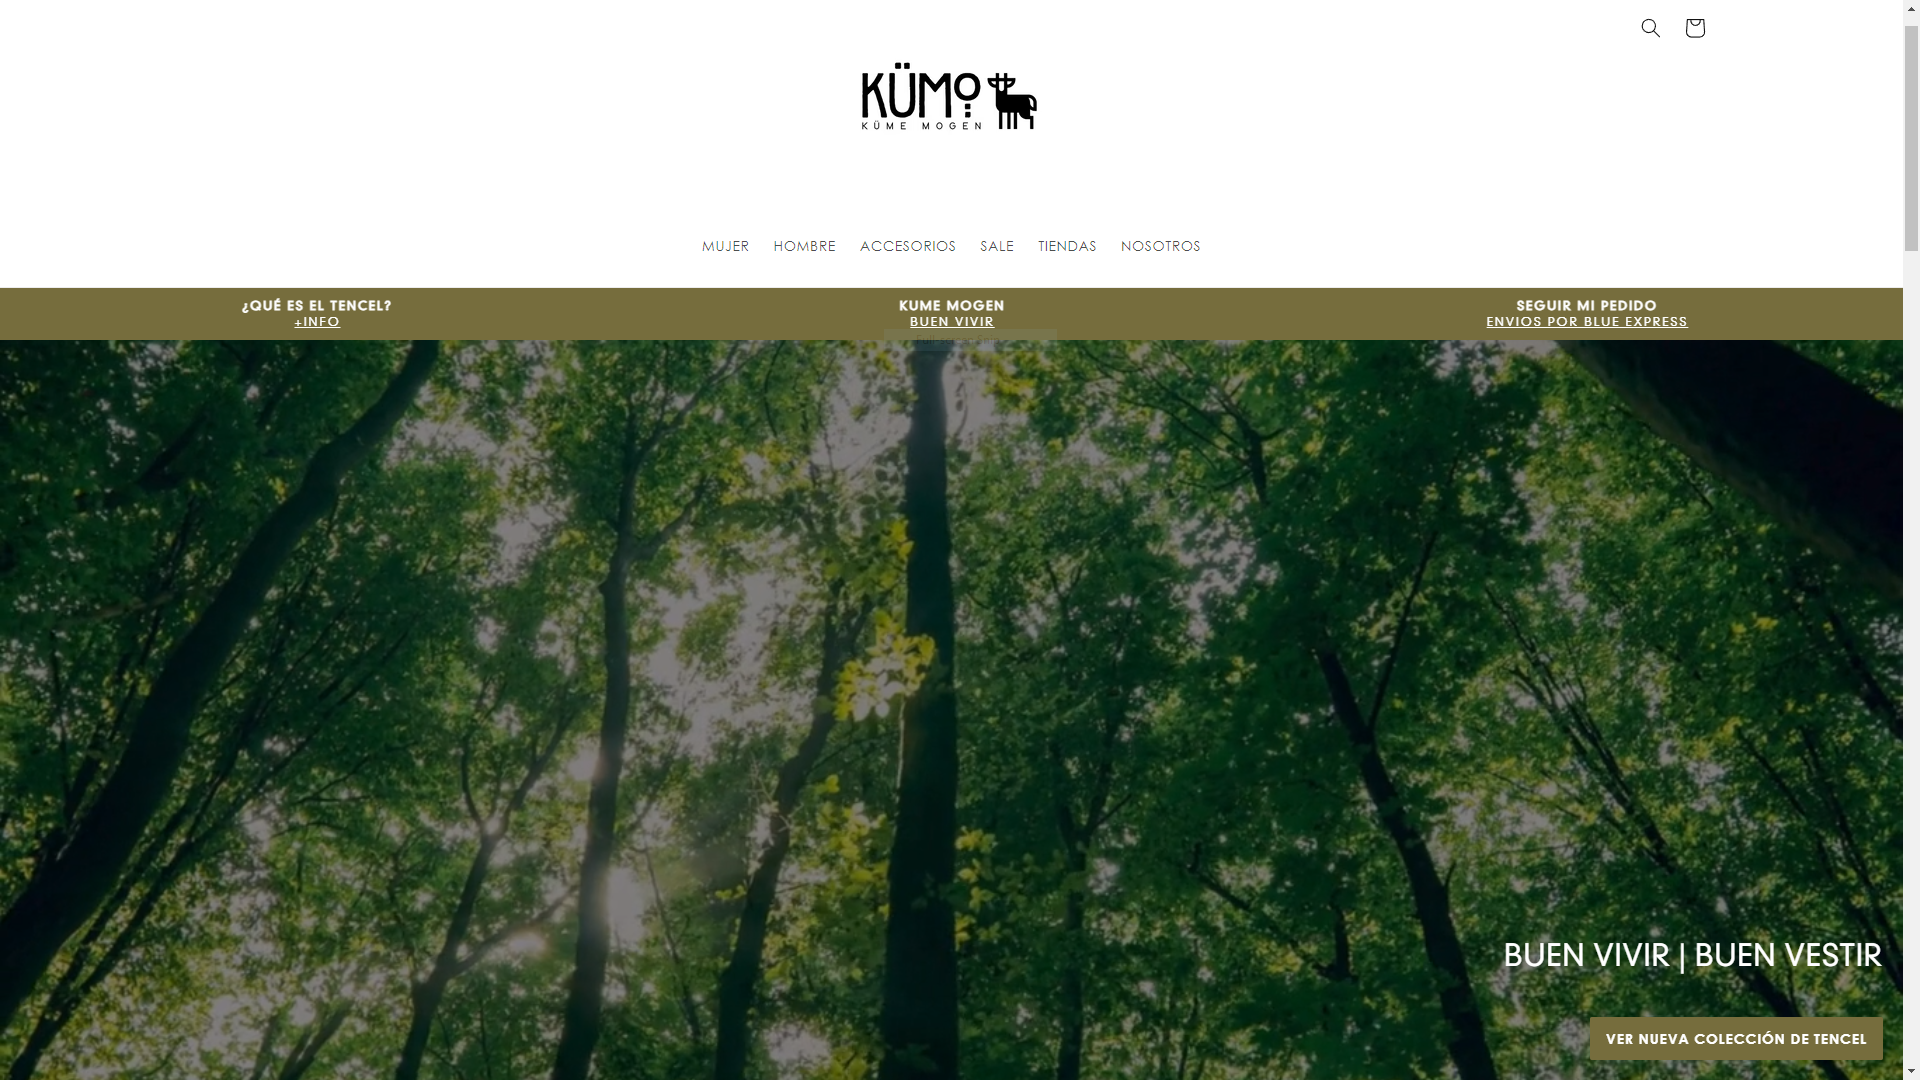 KÜMO
KÜME MOGEN
MUJER
HOMBRE
ACCESORIOS
SALE
TIENDAS
NOSOTROS
¿QUÉ ES EL TENCEL?
+INFO
KUME MOGEN
BUEN VIVIR
SEGUIR MI PEDIDO
ENVIOS POR BLUE EXPRESS
BUEN VIVIR | BUEN VESTIR
VER NUEVA COLECCIÓN DE TENCEL